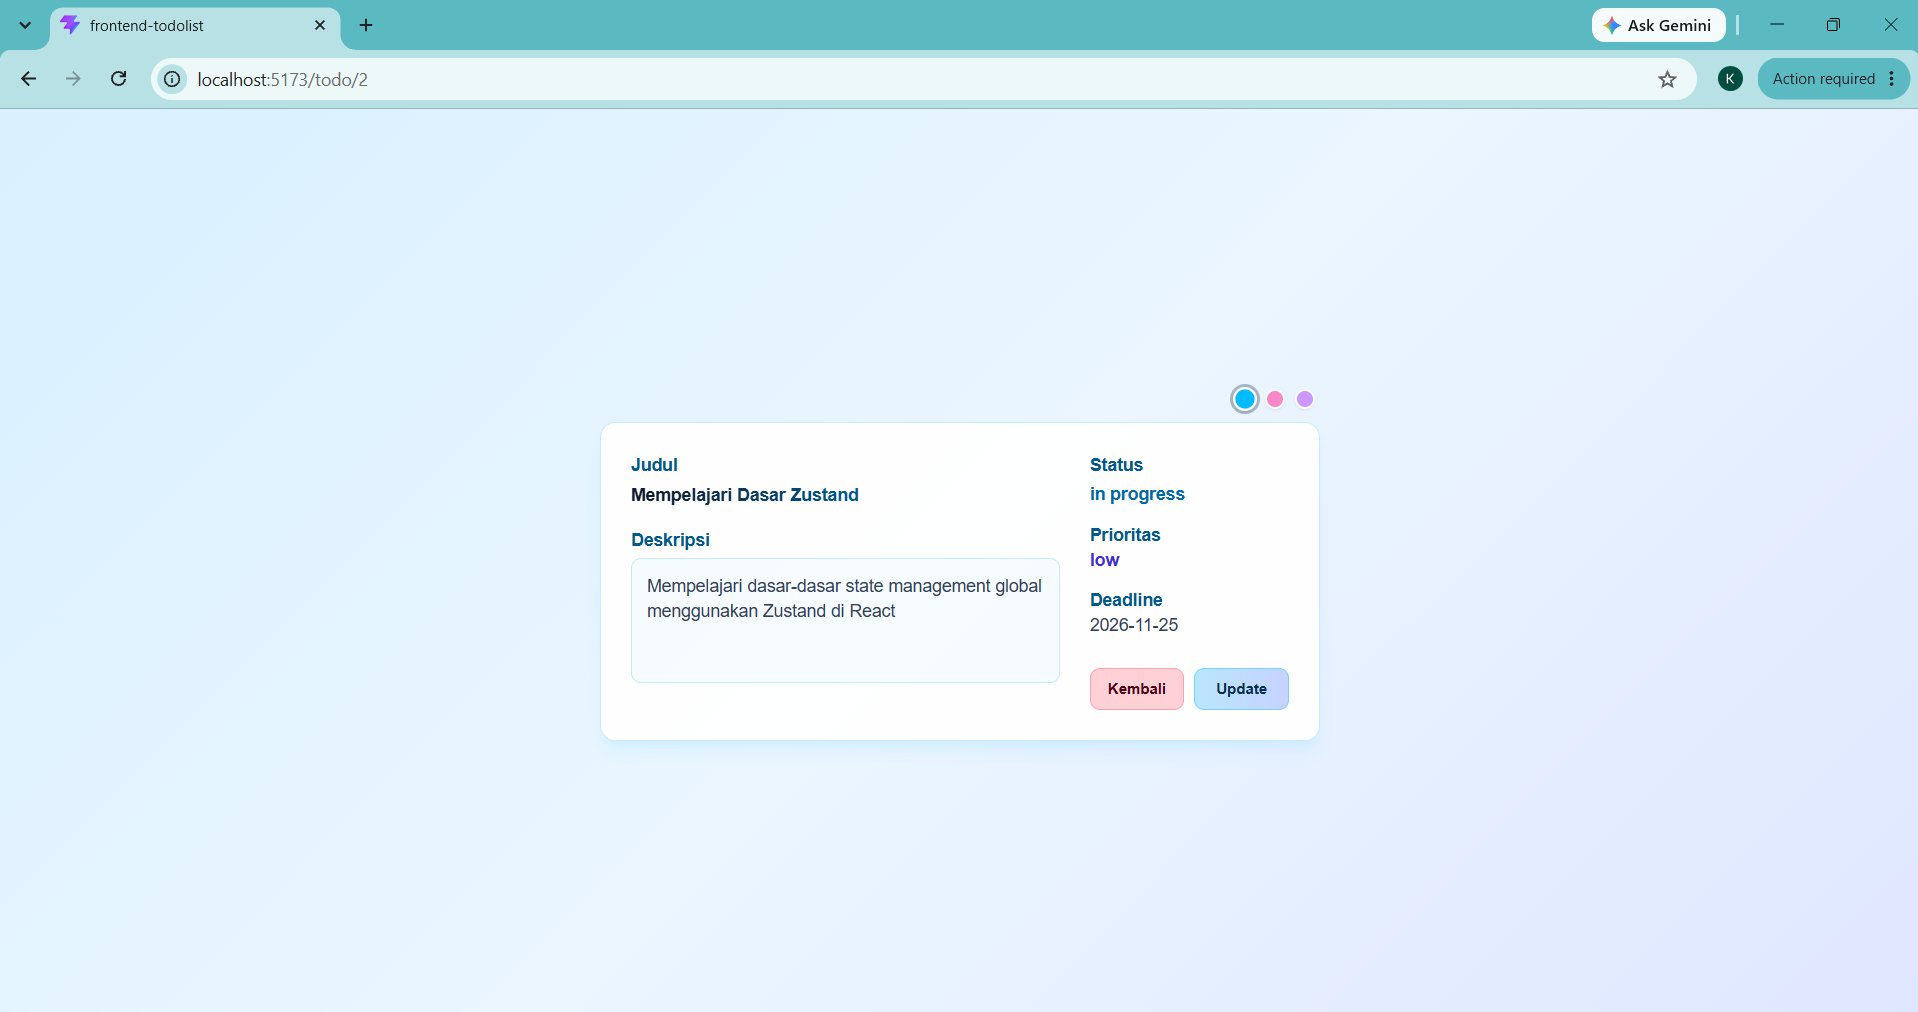 frontend-todolist
Ask Gemini
localhost:5173/todo/2
K
Action required
Judul
Mempelajari Dasar Zustand
Deskripsi
Mempelajari dasar-dasar state management global
menggunakan Zustand di React
Status
in progress
Prioritas
low
Deadline
2026-11-25
Kembali
Update